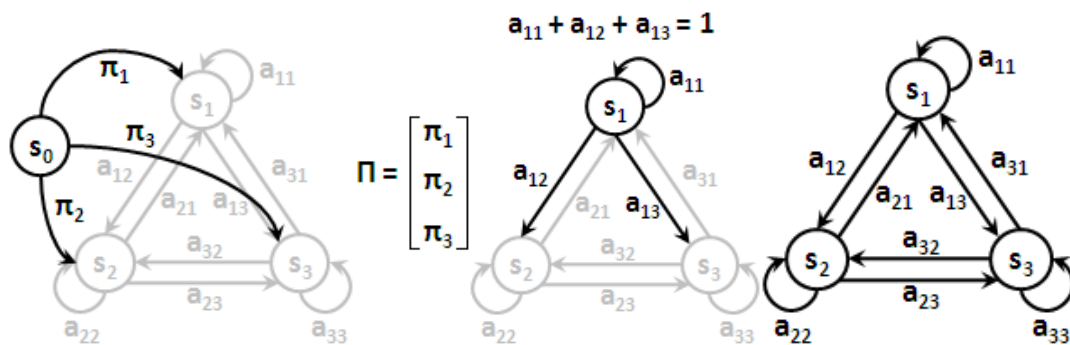 a₁₁ + a₁₂ + a₁₃ = 1
π₁
s₁
a₁₁
s₀
π₃
a₁₂
a₃₁
π₂
a₂₁
a₁₃
s₂
a₃₂
s₃
a₂₃
a₂₂
a₃₃
Π =
π₁
π₂
π₃
a₁₁
s₁
a₁₂
a₃₁
a₂₁
a₁₃
s₂
a₃₂
s₃
a₂₃
a₂₂
a₃₃
a₁₁
s₁
a₁₂
a₃₁
a₂₁
a₁₃
s₂
a₃₂
s₃
a₂₃
a₂₂
a₃₃